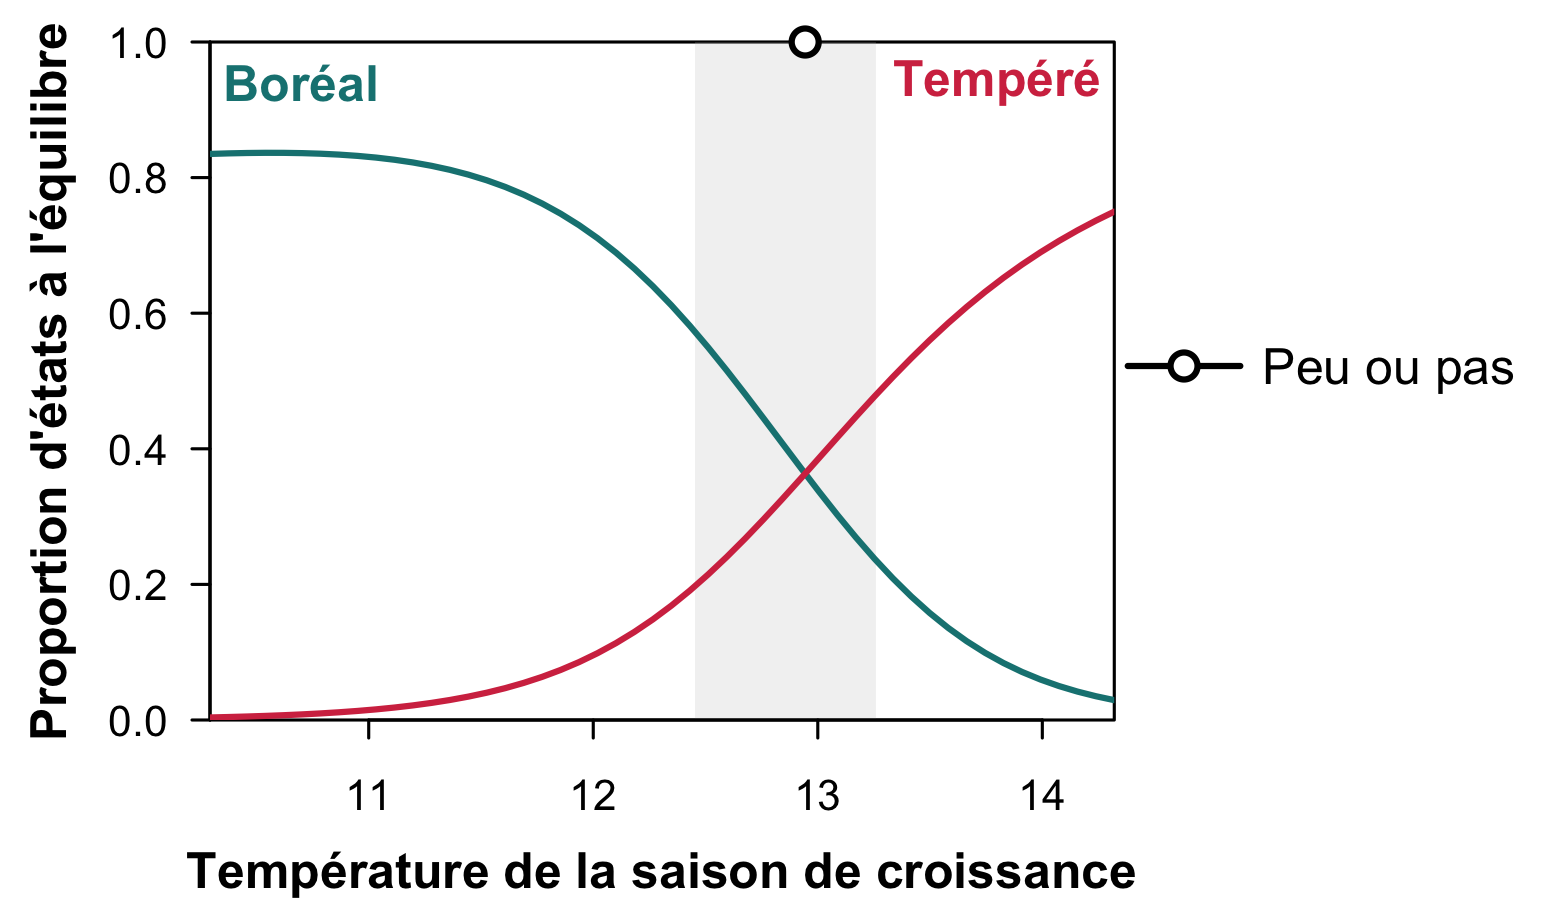 Proportion d'états à l'équilibre
1.0
0.8
0.6
0.4
0.2
0.0
Boréal
Tempéré
Peu ou pas
11
12
13
14
Température de la saison de croissance